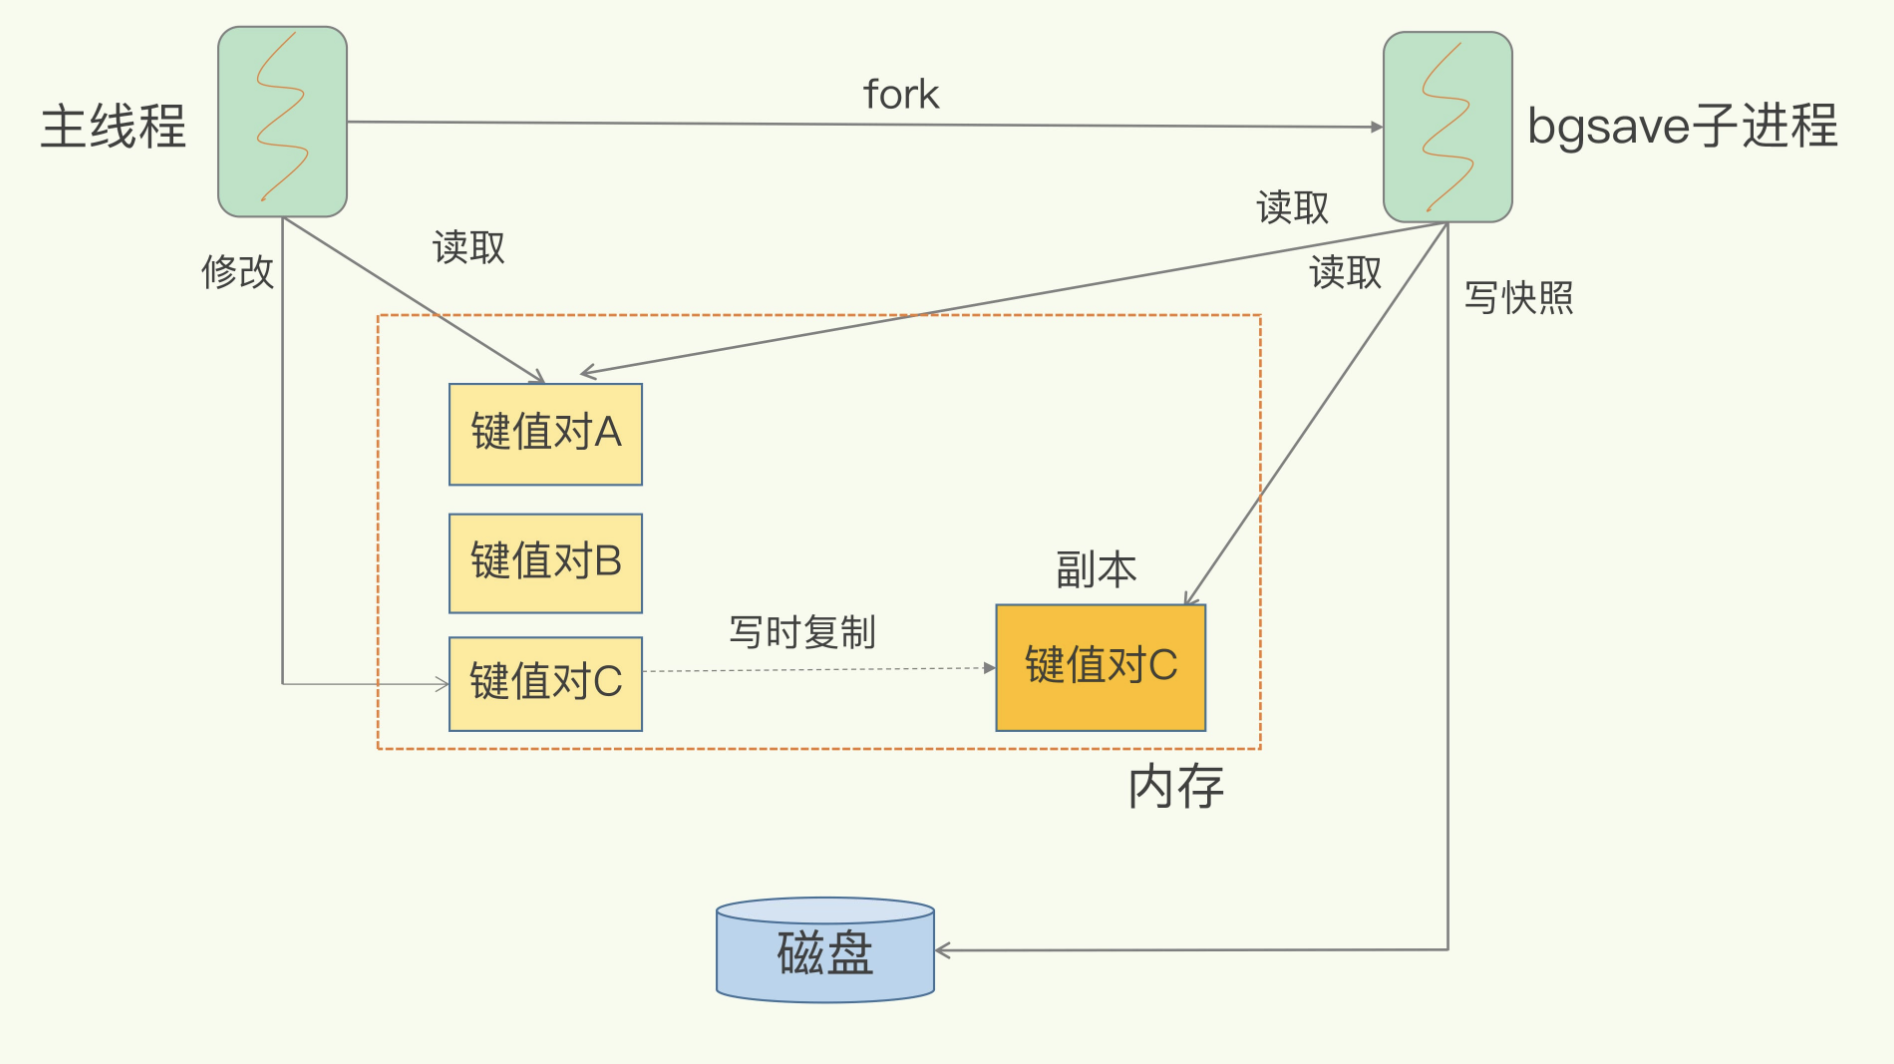 fork
主线程
bgsave子进程
读取
读取
修改
读取
写快照
键值对A
键值对B
副本
写时复制
键值对C
键值对C
内存
磁盘